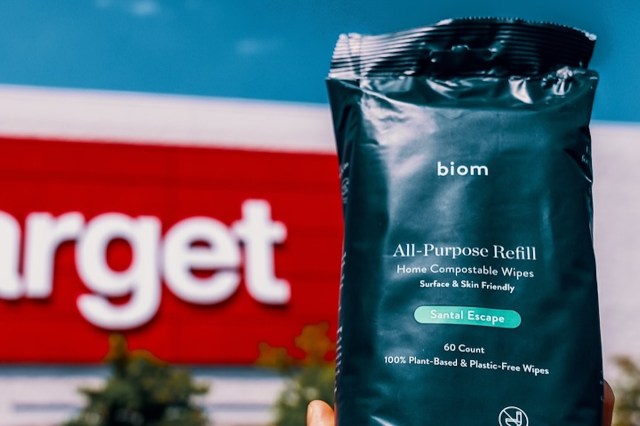 arget
biom
All-Purpose Refill
Home Compostable Wipes
Surface & Skin Friendly
Santal Escape
60 Count
100% Plant-Based & Plastic-Free Wipes